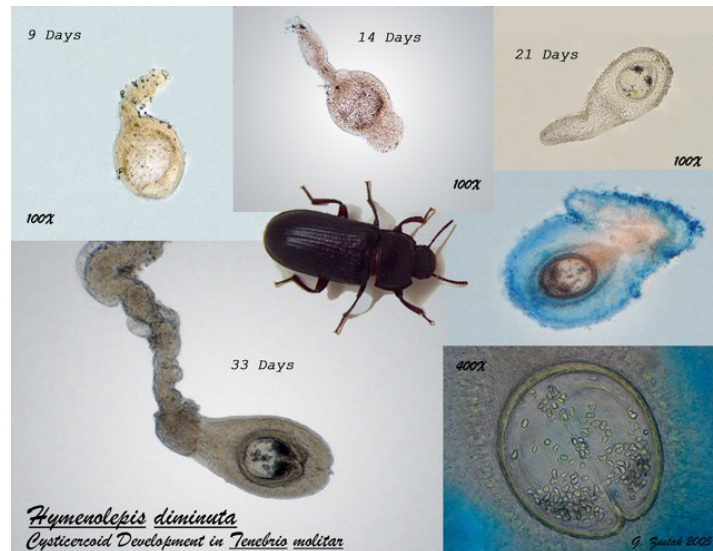 9 Days
14 Days
21 Days
100X
100X
100X
33 Days
400X
Hymenolepis diminuta
Cysticercoid Development in Tenebrio molitar
G. Zustak 2005